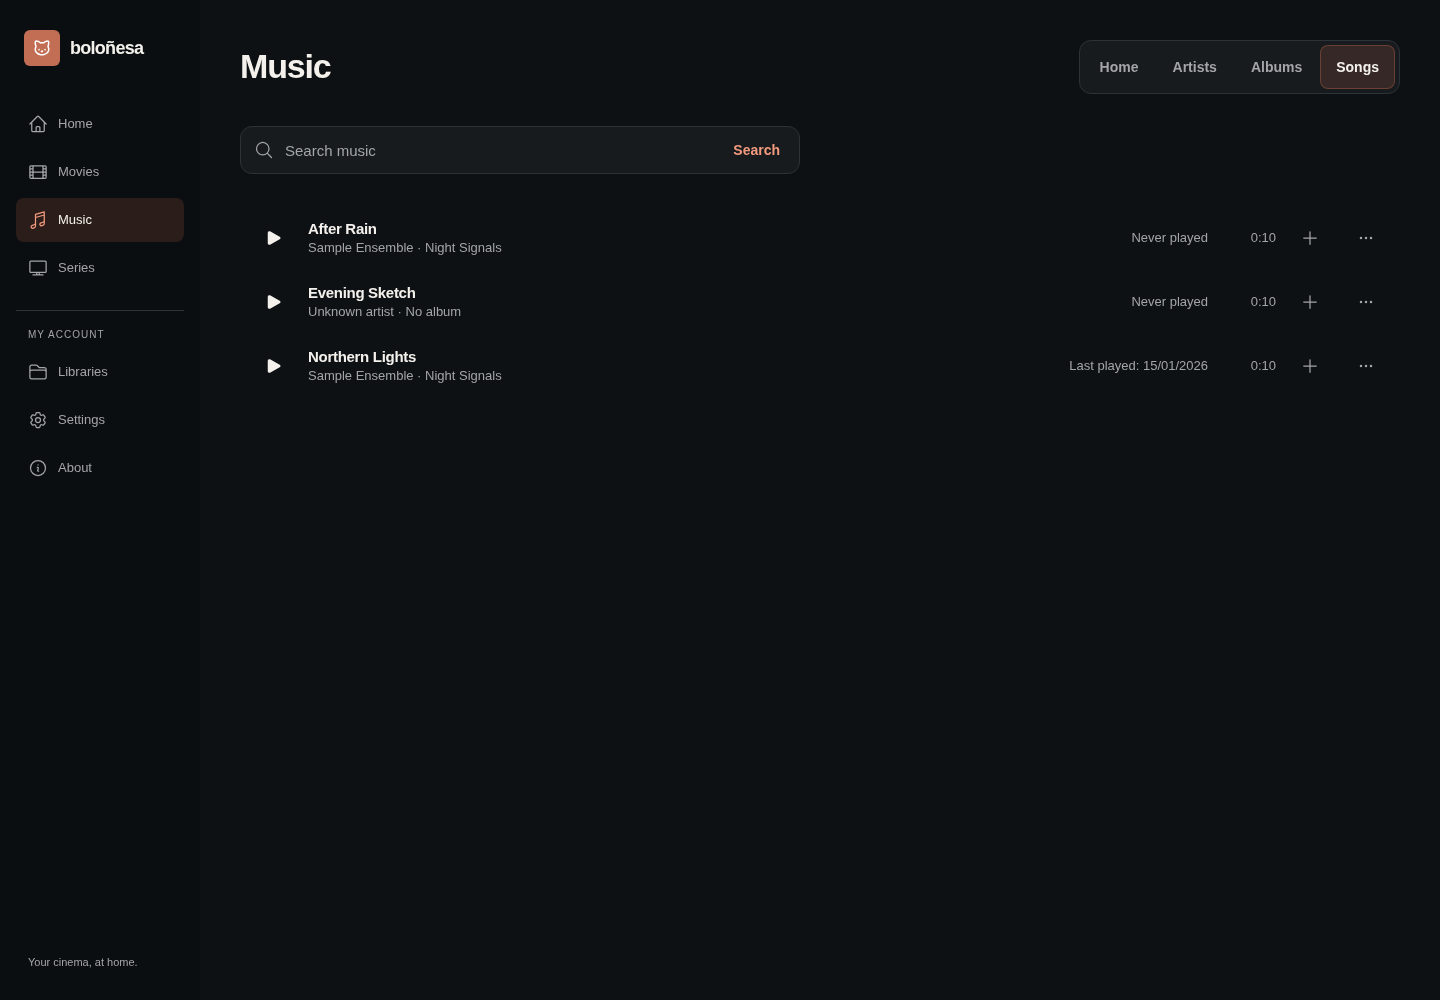 boloñesa
Home
Movies
Music
Series
MY ACCOUNT
Libraries
Settings
About
Your cinema, at home.
Music
Home Artists Albums Songs
Search music Search
After Rain
Sample Ensemble · Night Signals
Never played 0:10
Evening Sketch
Unknown artist · No album
Never played 0:10
Northern Lights
Sample Ensemble · Night Signals
Last played: 15/01/2026 0:10